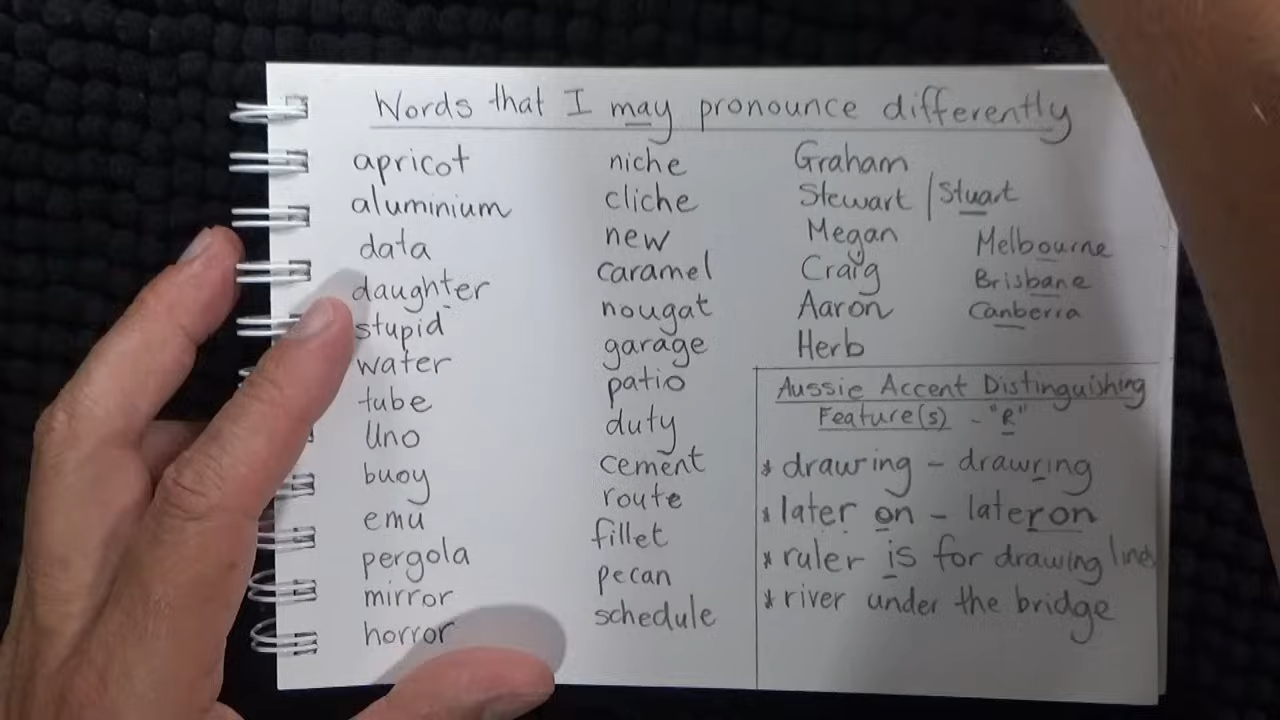 Words that I may pronounce differently
apricot
aluminium
data
daughter
stupid
water
tube
Uno
buoy
emu
pergola
mirror
horror
niche
cliche
new
caramel
nougat
garage
patio
duty
cement
route
fillet
pecan
schedule
Graham
Stewart / Stuart
Megan
Craig
Aaron
Herb
Melbourne
Brisbane
Canberra
Aussie Accent Distinguishing
Feature(s) - "R"
* drawing - drawring
* later on - lateron
* ruler is for drawing lines
* river under the bridge